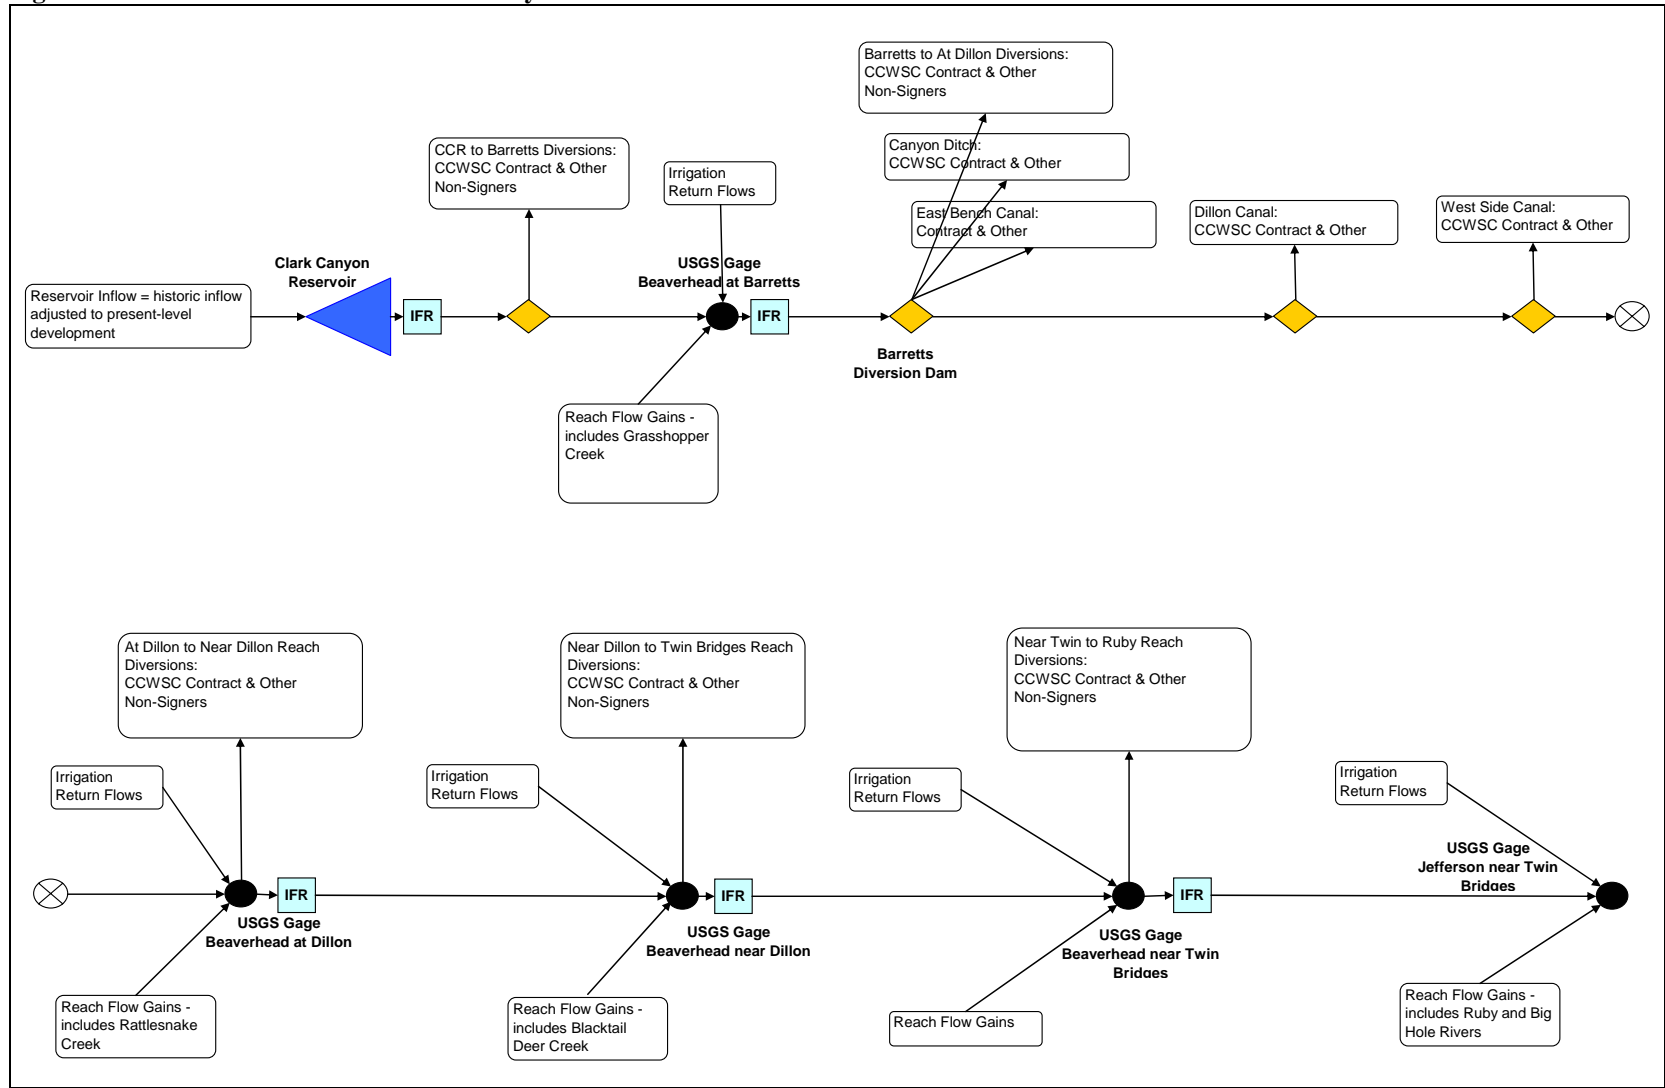 Barretts to At Dillon Diversions:
CCWSC Contract & Other
Non-Signers
CCR to Barretts Diversions:
CCWSC Contract & Other
Non-Signers
Irrigation
Return Flows
Canyon Ditch:
CCWSC Contract & Other
East Bench Canal:
Contract & Other
Dillon Canal:
CCWSC Contract & Other
West Side Canal:
CCWSC Contract & Other
Clark Canyon
Reservoir
USGS Gage
Beaverhead at Barretts
Reservoir Inflow = historic inflow
adjusted to present-level
development
IFR
IFR
Barretts
Diversion Dam
Reach Flow Gains -
includes Grasshopper
Creek
At Dillon to Near Dillon Reach
Diversions:
CCWSC Contract & Other
Non-Signers
Near Dillon to Twin Bridges Reach
Diversions:
CCWSC Contract & Other
Non-Signers
Near Twin to Ruby Reach
Diversions:
CCWSC Contract & Other
Non-Signers
Irrigation
Return Flows
Irrigation
Return Flows
Irrigation
Return Flows
Irrigation
Return Flows
USGS Gage
Jefferson near Twin
Bridges
IFR
IFR
IFR
USGS Gage
Beaverhead at Dillon
USGS Gage
Beaverhead near Dillon
USGS Gage
Beaverhead near Twin
Bridges
Reach Flow Gains -
includes Rattlesnake
Creek
Reach Flow Gains -
includes Blacktail
Deer Creek
Reach Flow Gains
Reach Flow Gains -
includes Ruby and Big
Hole Rivers